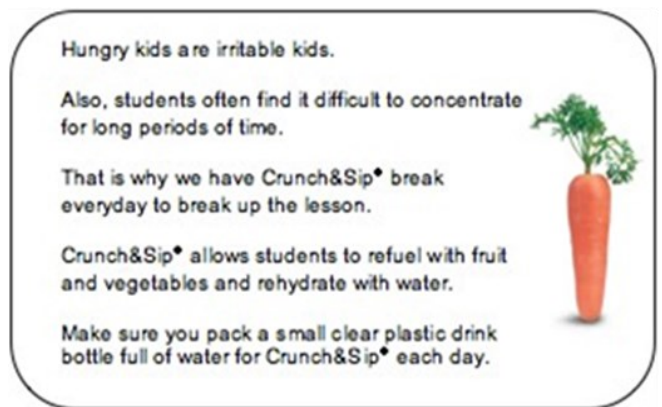 Hungry kids are irritable kids.
Also, students often find it difficult to concentrate
for long periods of time.
That is why we have Crunch&Sip® break
everyday to break up the lesson.
Crunch&Sip® allows students to refuel with fruit
and vegetables and rehydrate with water.
Make sure you pack a small clear plastic drink
bottle full of water for Crunch&Sip® each day.